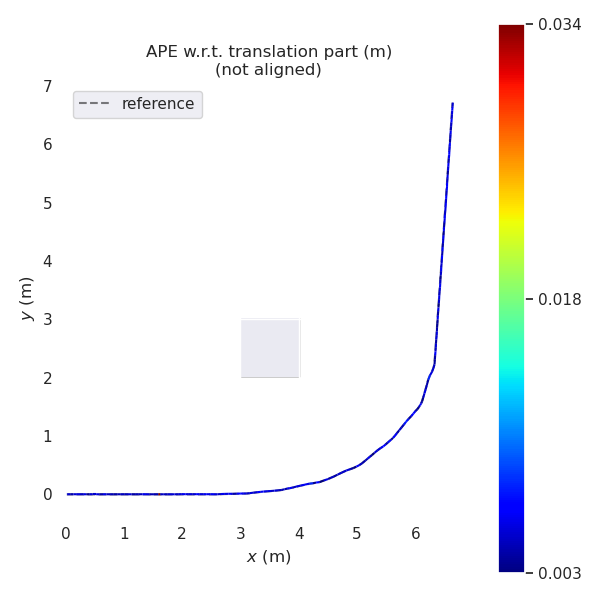 APE w.r.t. translation part (m)
(not aligned)
reference
7
6
5
4
3
2
1
0
y (m)
0 1 2 3 4 5 6
x (m)
0.034
0.018
0.003